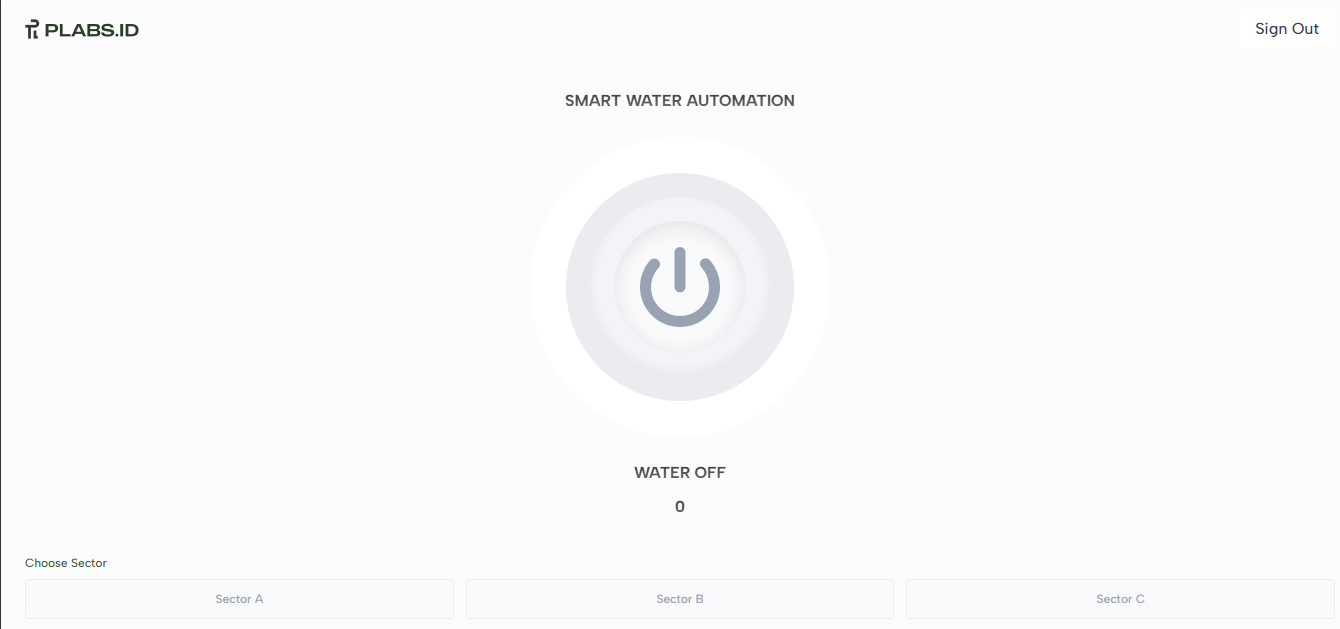 PLABS.ID
Sign Out
SMART WATER AUTOMATION
WATER OFF
0
Choose Sector
Sector A
Sector B
Sector C